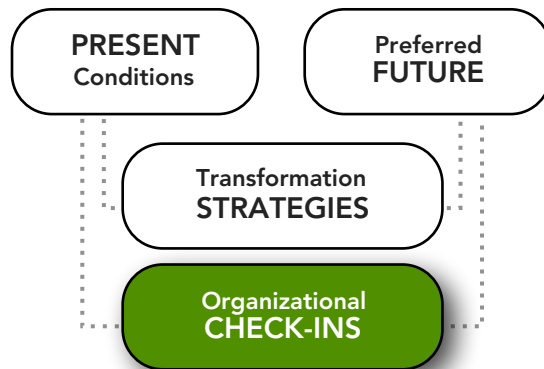 PRESENT
Conditions
Preferred
FUTURE
Transformation
STRATEGIES
Organizational
CHECK-INS